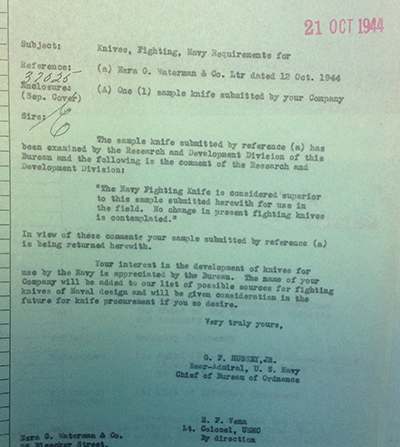 21 OCT 1944
Subject: Knives, Fighting, Navy Requirements for
Reference: (a) Ezra G. Waterman & Co. Ltr dated 12 Oct. 1944
32025
Enclosure: (A) One (1) sample knife submitted by your Company
(Sep. Cover)
Sirs:
The sample knife submitted by reference (a) has
been examined by the Research and Development Division of this
Bureau and the following is the comment of the Research and
Development Division:
"The Navy Fighting Knife is considered superior
to this sample submitted herewith for use in
the field. No change in present fighting knives
is contemplated."
In view of these comments your sample submitted by reference (a)
is being returned herewith.
Your interest in the development of knives for
use by the Navy is appreciated by the Bureau. The name of your
Company will be added to our list of possible sources for fighting
knives of Naval design and will be given consideration in the
future for knife procurement if you so desire.
Very truly yours,
G. F. HUSSEY, JR.
Rear-Admiral, U. S. Navy
Chief of Bureau of Ordnance
Lt. Colonel, USMC
By direction
Ezra G. Waterman & Co.
Bleecker Street.